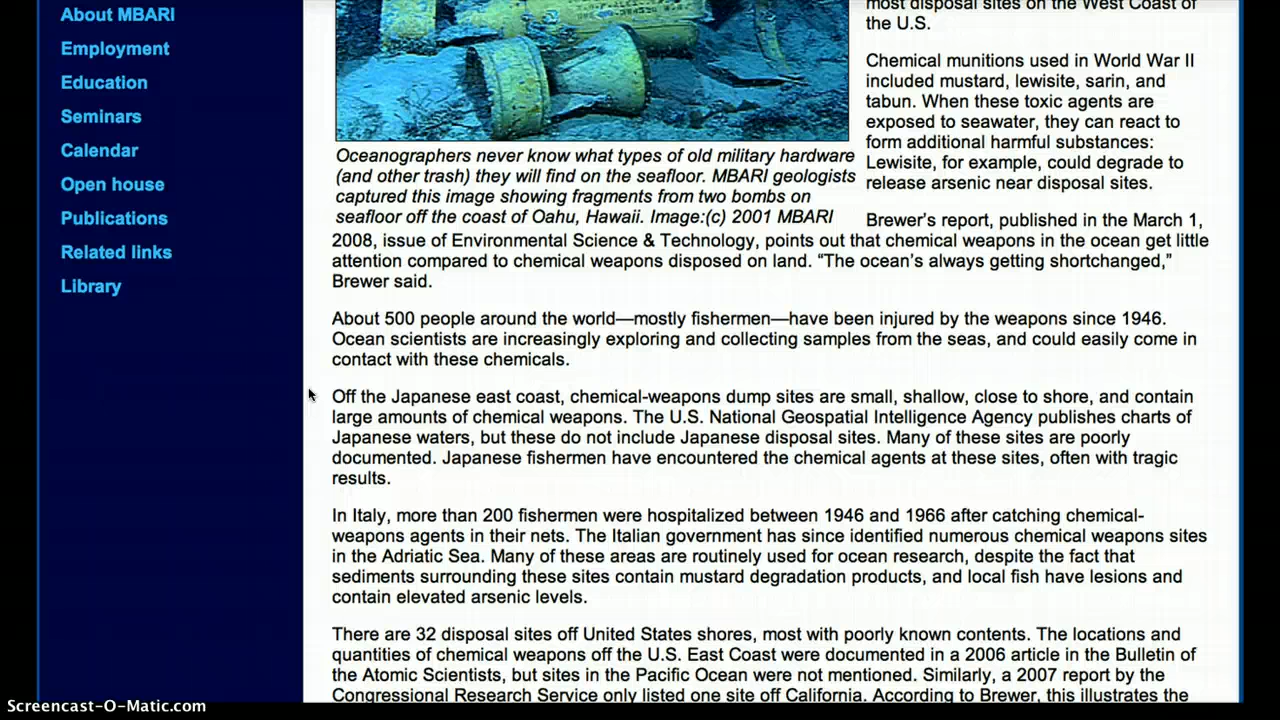 About MBARI
Employment
Education
Seminars
Calendar
Open house
Publications
Related links
Library
most disposal sites on the West Coast of
the U.S.
Chemical munitions used in World War II
included mustard, lewisite, sarin, and
tabun. When these toxic agents are
exposed to seawater, they can react to
form additional harmful substances:
Lewisite, for example, could degrade to
release arsenic near disposal sites.
Oceanographers never know what types of old military hardware
(and other trash) they will find on the seafloor. MBARI geologists
captured this image showing fragments from two bombs on
seafloor off the coast of Oahu, Hawaii. Image:(c) 2001 MBARI
Brewer's report, published in the March 1,
2008, issue of Environmental Science & Technology, points out that chemical weapons in the ocean get little
attention compared to chemical weapons disposed on land. “The ocean's always getting shortchanged,”
Brewer said.
About 500 people around the world—mostly fishermen—have been injured by the weapons since 1946.
Ocean scientists are increasingly exploring and collecting samples from the seas, and could easily come in
contact with these chemicals.
Off the Japanese east coast, chemical-weapons dump sites are small, shallow, close to shore, and contain
large amounts of chemical weapons. The U.S. National Geospatial Intelligence Agency publishes charts of
Japanese waters, but these do not include Japanese disposal sites. Many of these sites are poorly
documented. Japanese fishermen have encountered the chemical agents at these sites, often with tragic
results.
In Italy, more than 200 fishermen were hospitalized between 1946 and 1966 after catching chemical-
weapons agents in their nets. The Italian government has since identified numerous chemical weapons sites
in the Adriatic Sea. Many of these areas are routinely used for ocean research, despite the fact that
sediments surrounding these sites contain mustard degradation products, and local fish have lesions and
contain elevated arsenic levels.
There are 32 disposal sites off United States shores, most with poorly known contents. The locations and
quantities of chemical weapons off the U.S. East Coast were documented in a 2006 article in the Bulletin of
the Atomic Scientists, but sites in the Pacific Ocean were not mentioned. Similarly, a 2007 report by the
Congressional Research Service only listed one site off California. According to Brewer, this illustrates the
Screencast-O-Matic.com